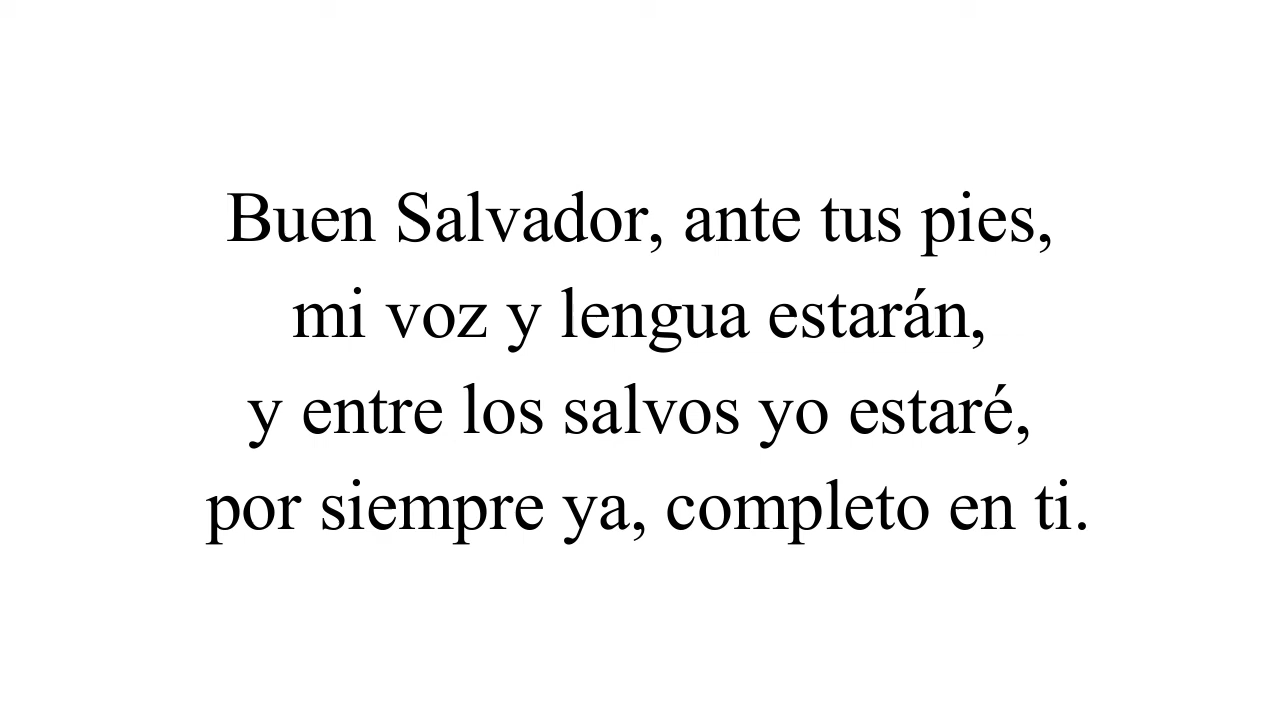 Buen Salvador, ante tus pies,
mi voz y lengua estarán,
y entre los salvos yo estaré,
por siempre ya, completo en ti.